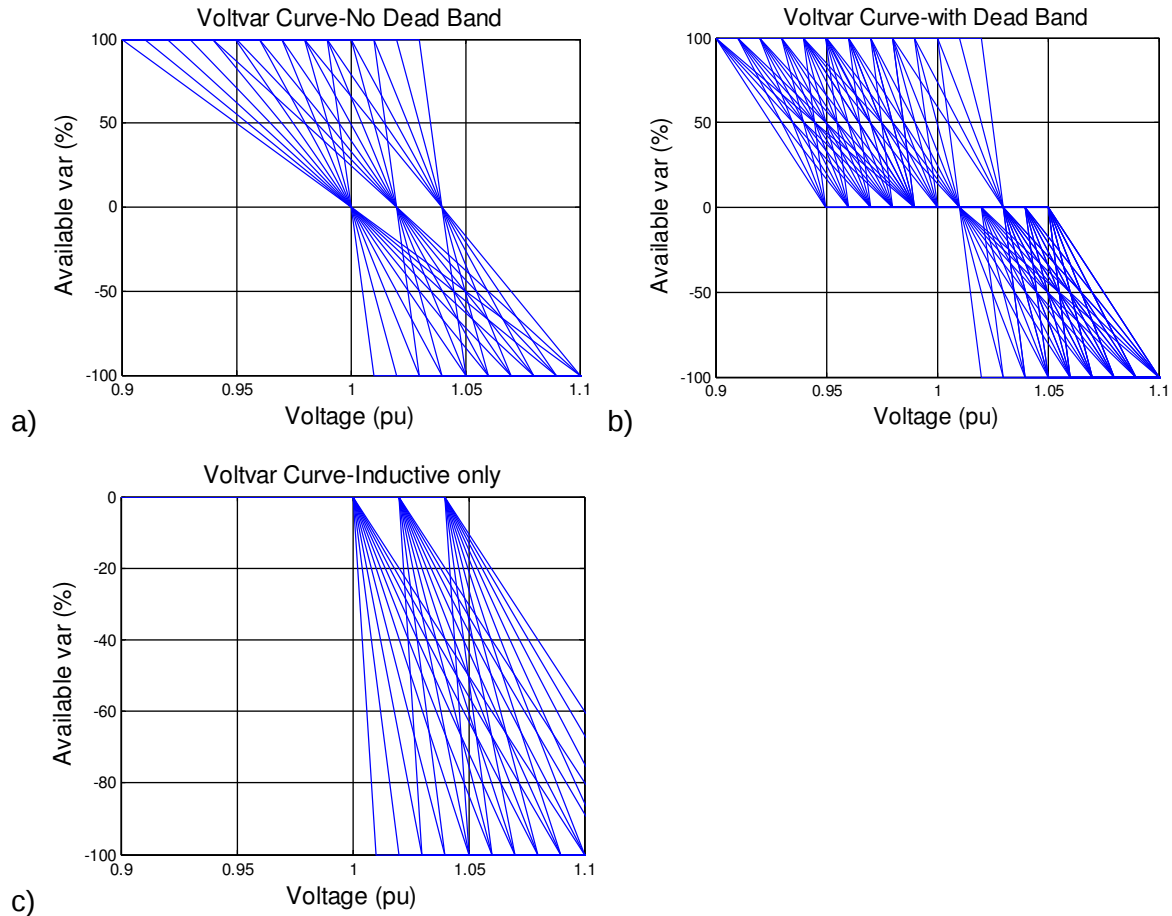 Voltvar Curve-No Dead Band
100
50
0
-50
-100
Available var (%)
0.9
0.95
1
1.05
1.1
Voltage (pu)
a)
Voltvar Curve-with Dead Band
100
50
0
-50
-100
Available var (%)
0.9
0.95
1
1.05
1.1
Voltage (pu)
b)
Voltvar Curve-Inductive only
0
-20
-40
-60
-80
-100
Available var (%)
0.9
0.95
1
1.05
1.1
Voltage (pu)
c)